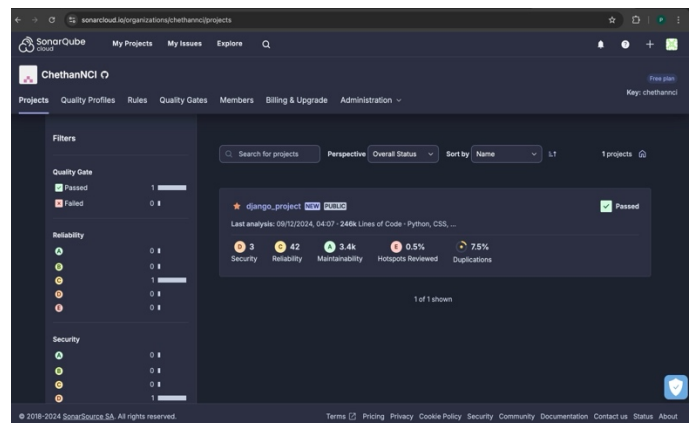 sonarcloud.io/organizations/chethannci/projects
SonarQube cloud My Projects My Issues Explore
ChethanNCI
Free plan
Key: chethannci
Projects Quality Profiles Rules Quality Gates Members Billing & Upgrade Administration
Filters
Search for projects Perspective Overall Status Sort by Name 1 projects
Quality Gate
Passed 1
Failed 0
django_project NEW PUBLIC Passed
Last analysis: 09/12/2024, 04:07 · 246k Lines of Code · Python, CSS, ...
Reliability
A 0
B 0
C 1
D 0
E 0
D 3 C 42 A 3.4k E 0.5% 7.5%
Security Reliability Maintainability Hotspots Reviewed Duplications
1 of 1 shown
Security
A 0
B 0
C 0
D 1
© 2018-2024 SonarSource SA. All rights reserved. Terms Pricing Privacy Cookie Policy Security Community Documentation Contact us Status About